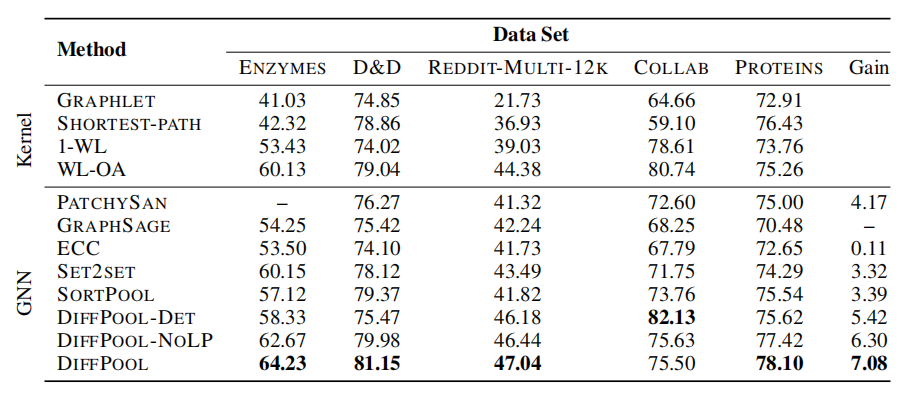 Method Data Set
ENZYMES D&D REDDIT-MULTI-12K COLLAB PROTEINS Gain
Kernel
GRAPHLET 41.03 74.85 21.73 64.66 72.91
SHORTEST-PATH 42.32 78.86 36.93 59.10 76.43
1-WL 53.43 74.02 39.03 78.61 73.76
WL-OA 60.13 79.04 44.38 80.74 75.26
GNN
PATCHYSAN – 76.27 41.32 72.60 75.00 4.17
GRAPHSAGE 54.25 75.42 42.24 68.25 70.48 –
ECC 53.50 74.10 41.73 67.79 72.65 0.11
SET2SET 60.15 78.12 43.49 71.75 74.29 3.32
SORTPOOL 57.12 79.37 41.82 73.76 75.54 3.39
DIFFPOOL-DET 58.33 75.47 46.18 82.13 75.62 5.42
DIFFPOOL-NOLP 62.67 79.98 46.44 75.63 77.42 6.30
DIFFPOOL 64.23 81.15 47.04 75.50 78.10 7.08